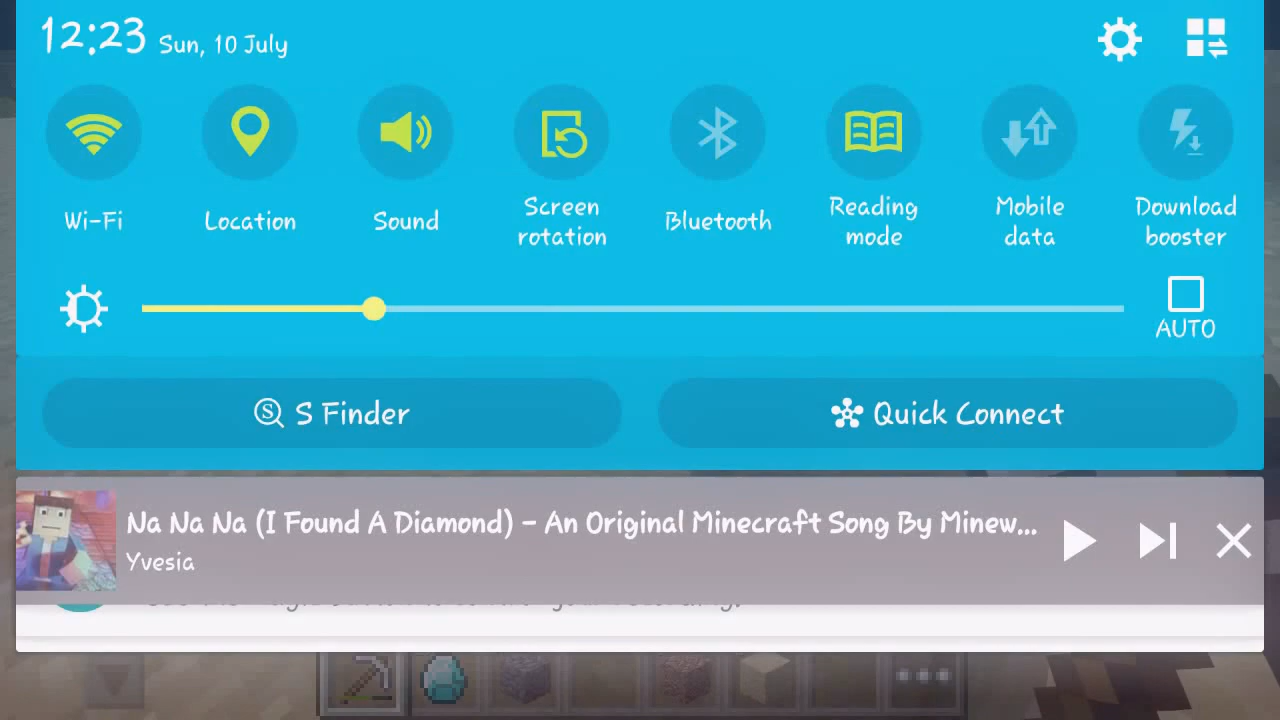 12:23 Sun, 10 July
Wi-Fi
Location
Sound
Screen
rotation
Bluetooth
Reading
mode
Mobile
data
Download
booster
AUTO
S Finder
Quick Connect
Na Na Na (I Found A Diamond) - An Original Minecraft Song By Minew...
Yvesia